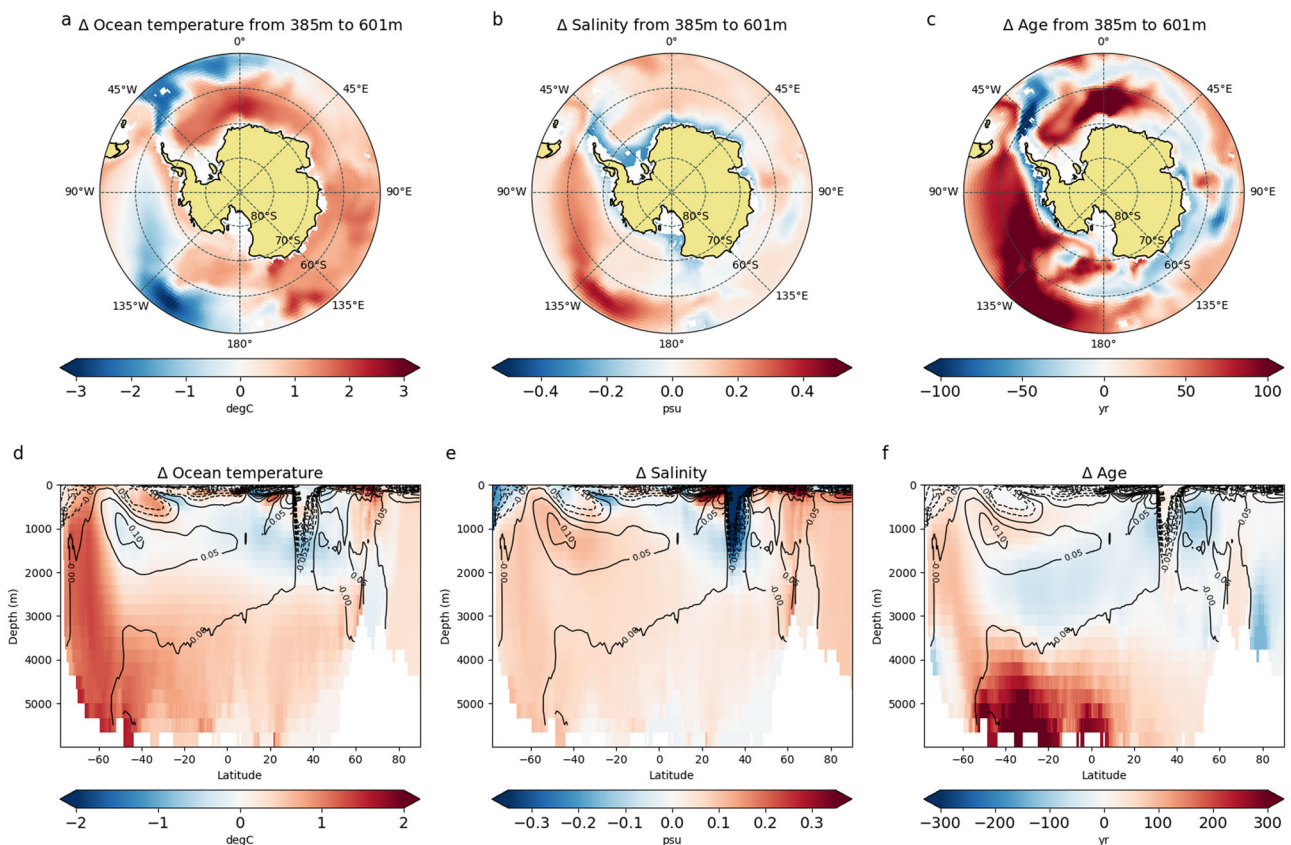 a
Δ Ocean temperature from 385m to 601m
0°
45°W
45°E
90°W
90°E
80°S
70°S
60°S
135°W
135°E
180°
−3 −2 −1 0 1 2 3
degC
b
Δ Salinity from 385m to 601m
0°
45°W
45°E
90°W
90°E
80°S
70°S
60°S
135°W
135°E
180°
−0.4 −0.2 0.0 0.2 0.4
psu
c
Δ Age from 385m to 601m
0°
45°W
45°E
90°W
90°E
80°S
70°S
60°S
135°W
135°E
180°
−100 −50 0 50 100
yr
d
Δ Ocean temperature
0
1000
2000
3000
4000
5000
Depth (m)
0.10
0.05
0.00
−60 −40 −20 0 20 40 60 80
Latitude
−2 −1 0 1 2
degC
e
Δ Salinity
0
1000
2000
3000
4000
5000
Depth (m)
0.10
0.05
0.00
−60 −40 −20 0 20 40 60 80
Latitude
−0.3 −0.2 −0.1 0.0 0.1 0.2 0.3
psu
f
Δ Age
0
1000
2000
3000
4000
5000
Depth (m)
0.10
0.05
0.00
−60 −40 −20 0 20 40 60 80
Latitude
−300 −200 −100 0 100 200 300
yr